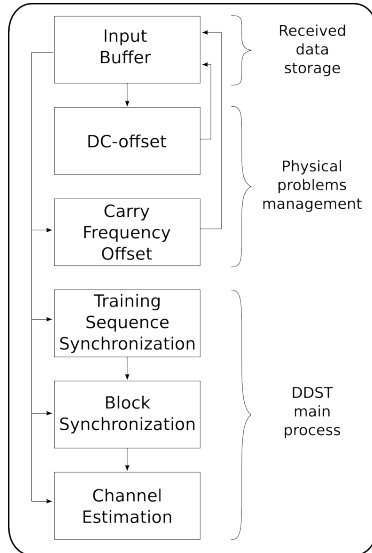 Input
Buffer
Received
data
storage
DC-offset
Physical
problems
management
Carry
Frequency
Offset
Training
Sequence
Synchronization
Block
Synchronization
DDST
main
process
Channel
Estimation